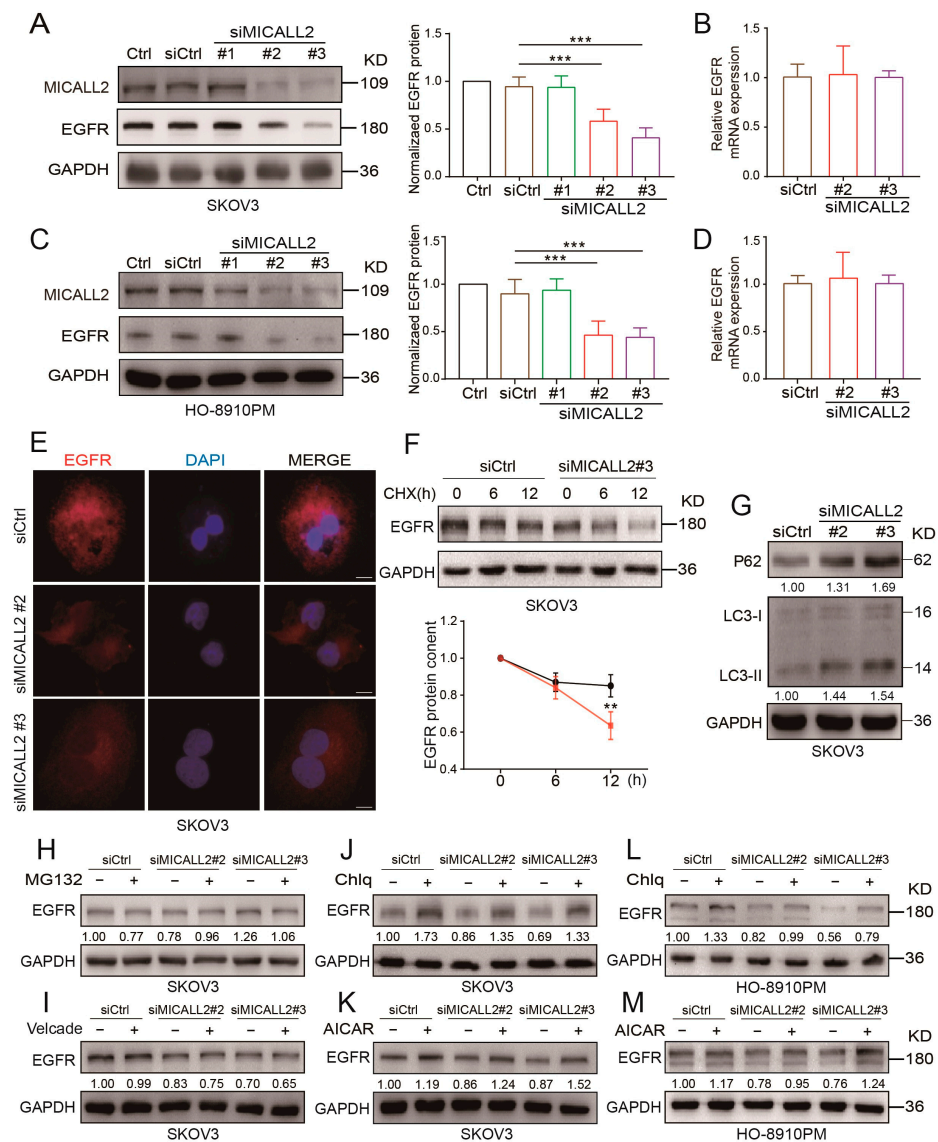 A
siMICALL2
Ctrl siCtrl #1 #2 #3 KD
MICALL2 109
EGFR 180
GAPDH 36
SKOV3
Normalizaed EGFR protien
1.5
1.0
0.5
0.0
***
***
Ctrl siCtrl #1 #2 #3
siMICALL2
B
Relative EGFR
mRNA experssion
1.5
1.0
0.5
0.0
siCtrl #2 #3
siMICALL2
C
siMICALL2
Ctrl siCtrl #1 #2 #3 KD
MICALL2 109
EGFR 180
GAPDH 36
HO-8910PM
Normalizaed EGFR protien
1.5
1.0
0.5
0.0
***
***
Ctrl siCtrl #1 #2 #3
siMICALL2
D
Relative EGFR
mRNA experssion
1.5
1.0
0.5
0.0
siCtrl #2 #3
siMICALL2
E
EGFR DAPI MERGE
siCtrl
siMICALL2 #2
siMICALL2 #3
SKOV3
F
siCtrl siMICALL2#3
CHX(h) 0 6 12 0 6 12 KD
EGFR 180
GAPDH 36
SKOV3
EGFR protein conent
1.2
1.0
0.8
0.6
0.4
**
0 6 12 (h)
G
siMICALL2
siCtrl #2 #3 KD
P62 62
1.00 1.31 1.69
LC3-I 16
LC3-II 14
1.00 1.44 1.54
GAPDH 36
SKOV3
H
siCtrl siMICALL2#2 siMICALL2#3
MG132 − + − + − +
EGFR
1.00 0.77 0.78 0.96 1.26 1.06
GAPDH
SKOV3
J
siCtrl siMICALL2#2 siMICALL2#3
Chlq − + − + − +
EGFR
1.00 1.73 0.86 1.35 0.69 1.33
GAPDH
SKOV3
L
siCtrl siMICALL2#2 siMICALL2#3
Chlq − + − + − + KD
EGFR 180
1.00 1.33 0.82 0.99 0.56 0.79
GAPDH 36
HO-8910PM
I
siCtrl siMICALL2#2 siMICALL2#3
Velcade − + − + − +
EGFR
1.00 0.99 0.83 0.75 0.70 0.65
GAPDH
SKOV3
K
siCtrl siMICALL2#2 siMICALL2#3
AICAR − + − + − +
EGFR
1.00 1.19 0.86 1.24 0.87 1.52
GAPDH
SKOV3
M
siCtrl siMICALL2#2 siMICALL2#3
AICAR − + − + − + KD
EGFR 180
1.00 1.17 0.78 0.95 0.76 1.24
GAPDH 36
HO-8910PM